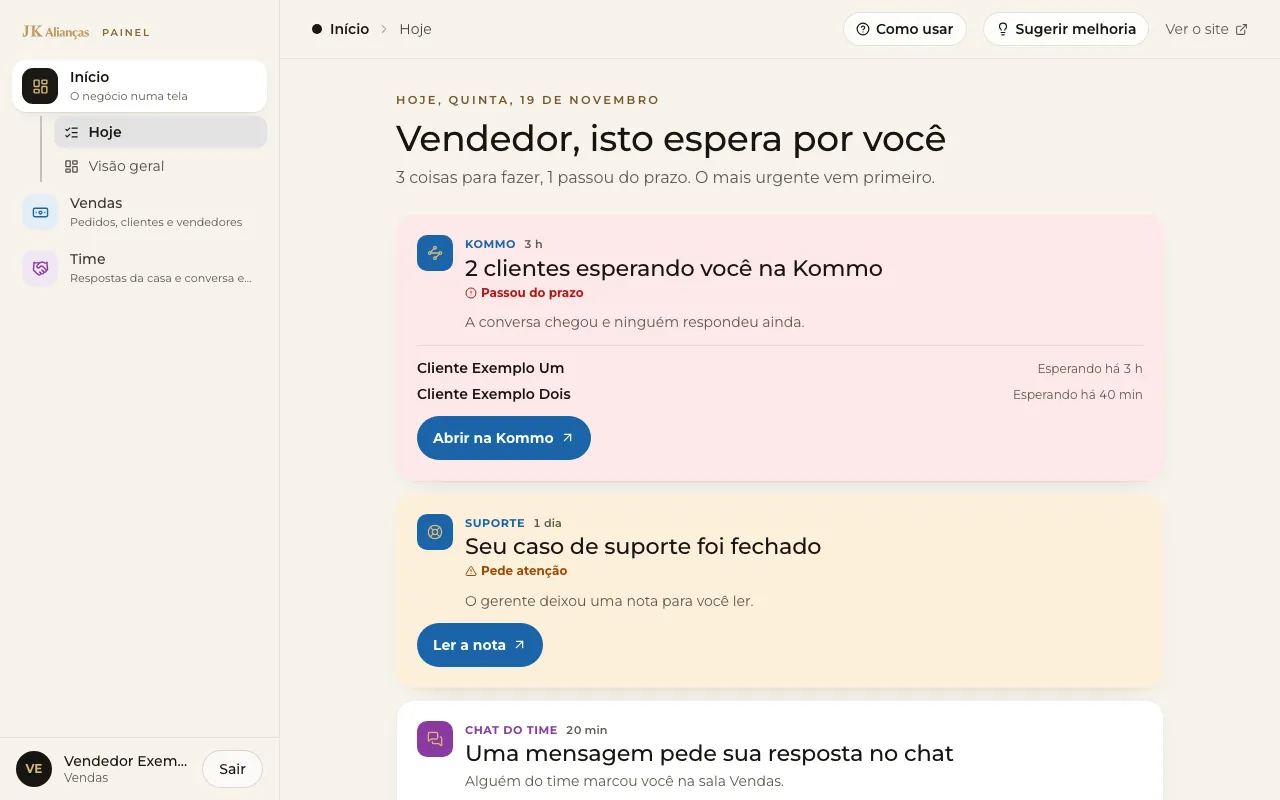 JK Alianças PAINEL
Início
O negócio numa tela
Hoje
Visão geral
Vendas
Pedidos, clientes e vendedores
Time
Respostas da casa e conversa e...
VE
Vendedor Exem...
Vendas
Sair
Início
Hoje
Como usar
Sugerir melhoria
Ver o site
HOJE, QUINTA, 19 DE NOVEMBRO
Vendedor, isto espera por você
3 coisas para fazer, 1 passou do prazo. O mais urgente vem primeiro.
KOMMO 3 h
2 clientes esperando você na Kommo
Passou do prazo
A conversa chegou e ninguém respondeu ainda.
Cliente Exemplo Um Esperando há 3 h
Cliente Exemplo Dois Esperando há 40 min
Abrir na Kommo
SUPORTE 1 dia
Seu caso de suporte foi fechado
Pede atenção
O gerente deixou uma nota para você ler.
Ler a nota
CHAT DO TIME 20 min
Uma mensagem pede sua resposta no chat
Alguém do time marcou você na sala Vendas.